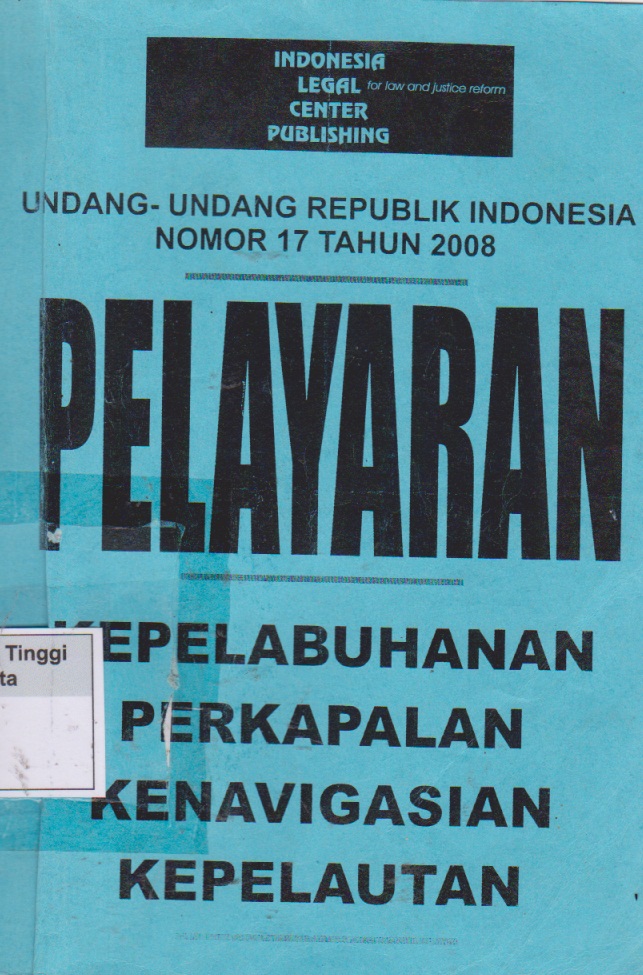 INDONESIA
LEGAL for law and justice reform
CENTER
PUBLISHING
UNDANG- UNDANG REPUBLIK INDONESIA
NOMOR 17 TAHUN 2008
PELAYARAN
KEPELABUHANAN
Tinggi
ta
PERKAPALAN
KENAVIGASIAN
KEPELAUTAN